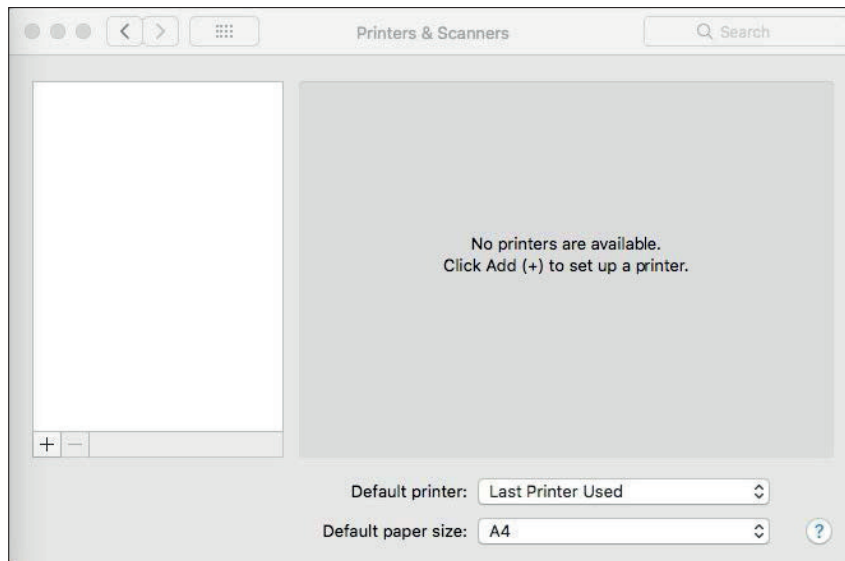 Printers & Scanners
Search
No printers are available.
Click Add (+) to set up a printer.
+ −
Default printer: Last Printer Used
Default paper size: A4
?